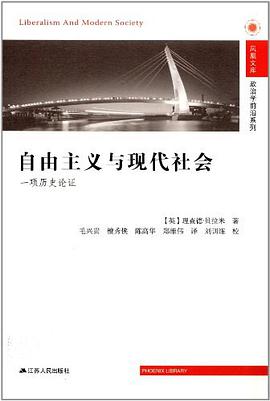 Liberalism And Modern Society
凤凰文库
政治学前沿系列
自由主义与现代社会
一项历史论证
【英】理查德·贝拉米 著
毛兴贵 檀秀侠 陈高华 郑维伟 译 刘训练 校
江苏人民出版社
PHOENIX LIBRARY